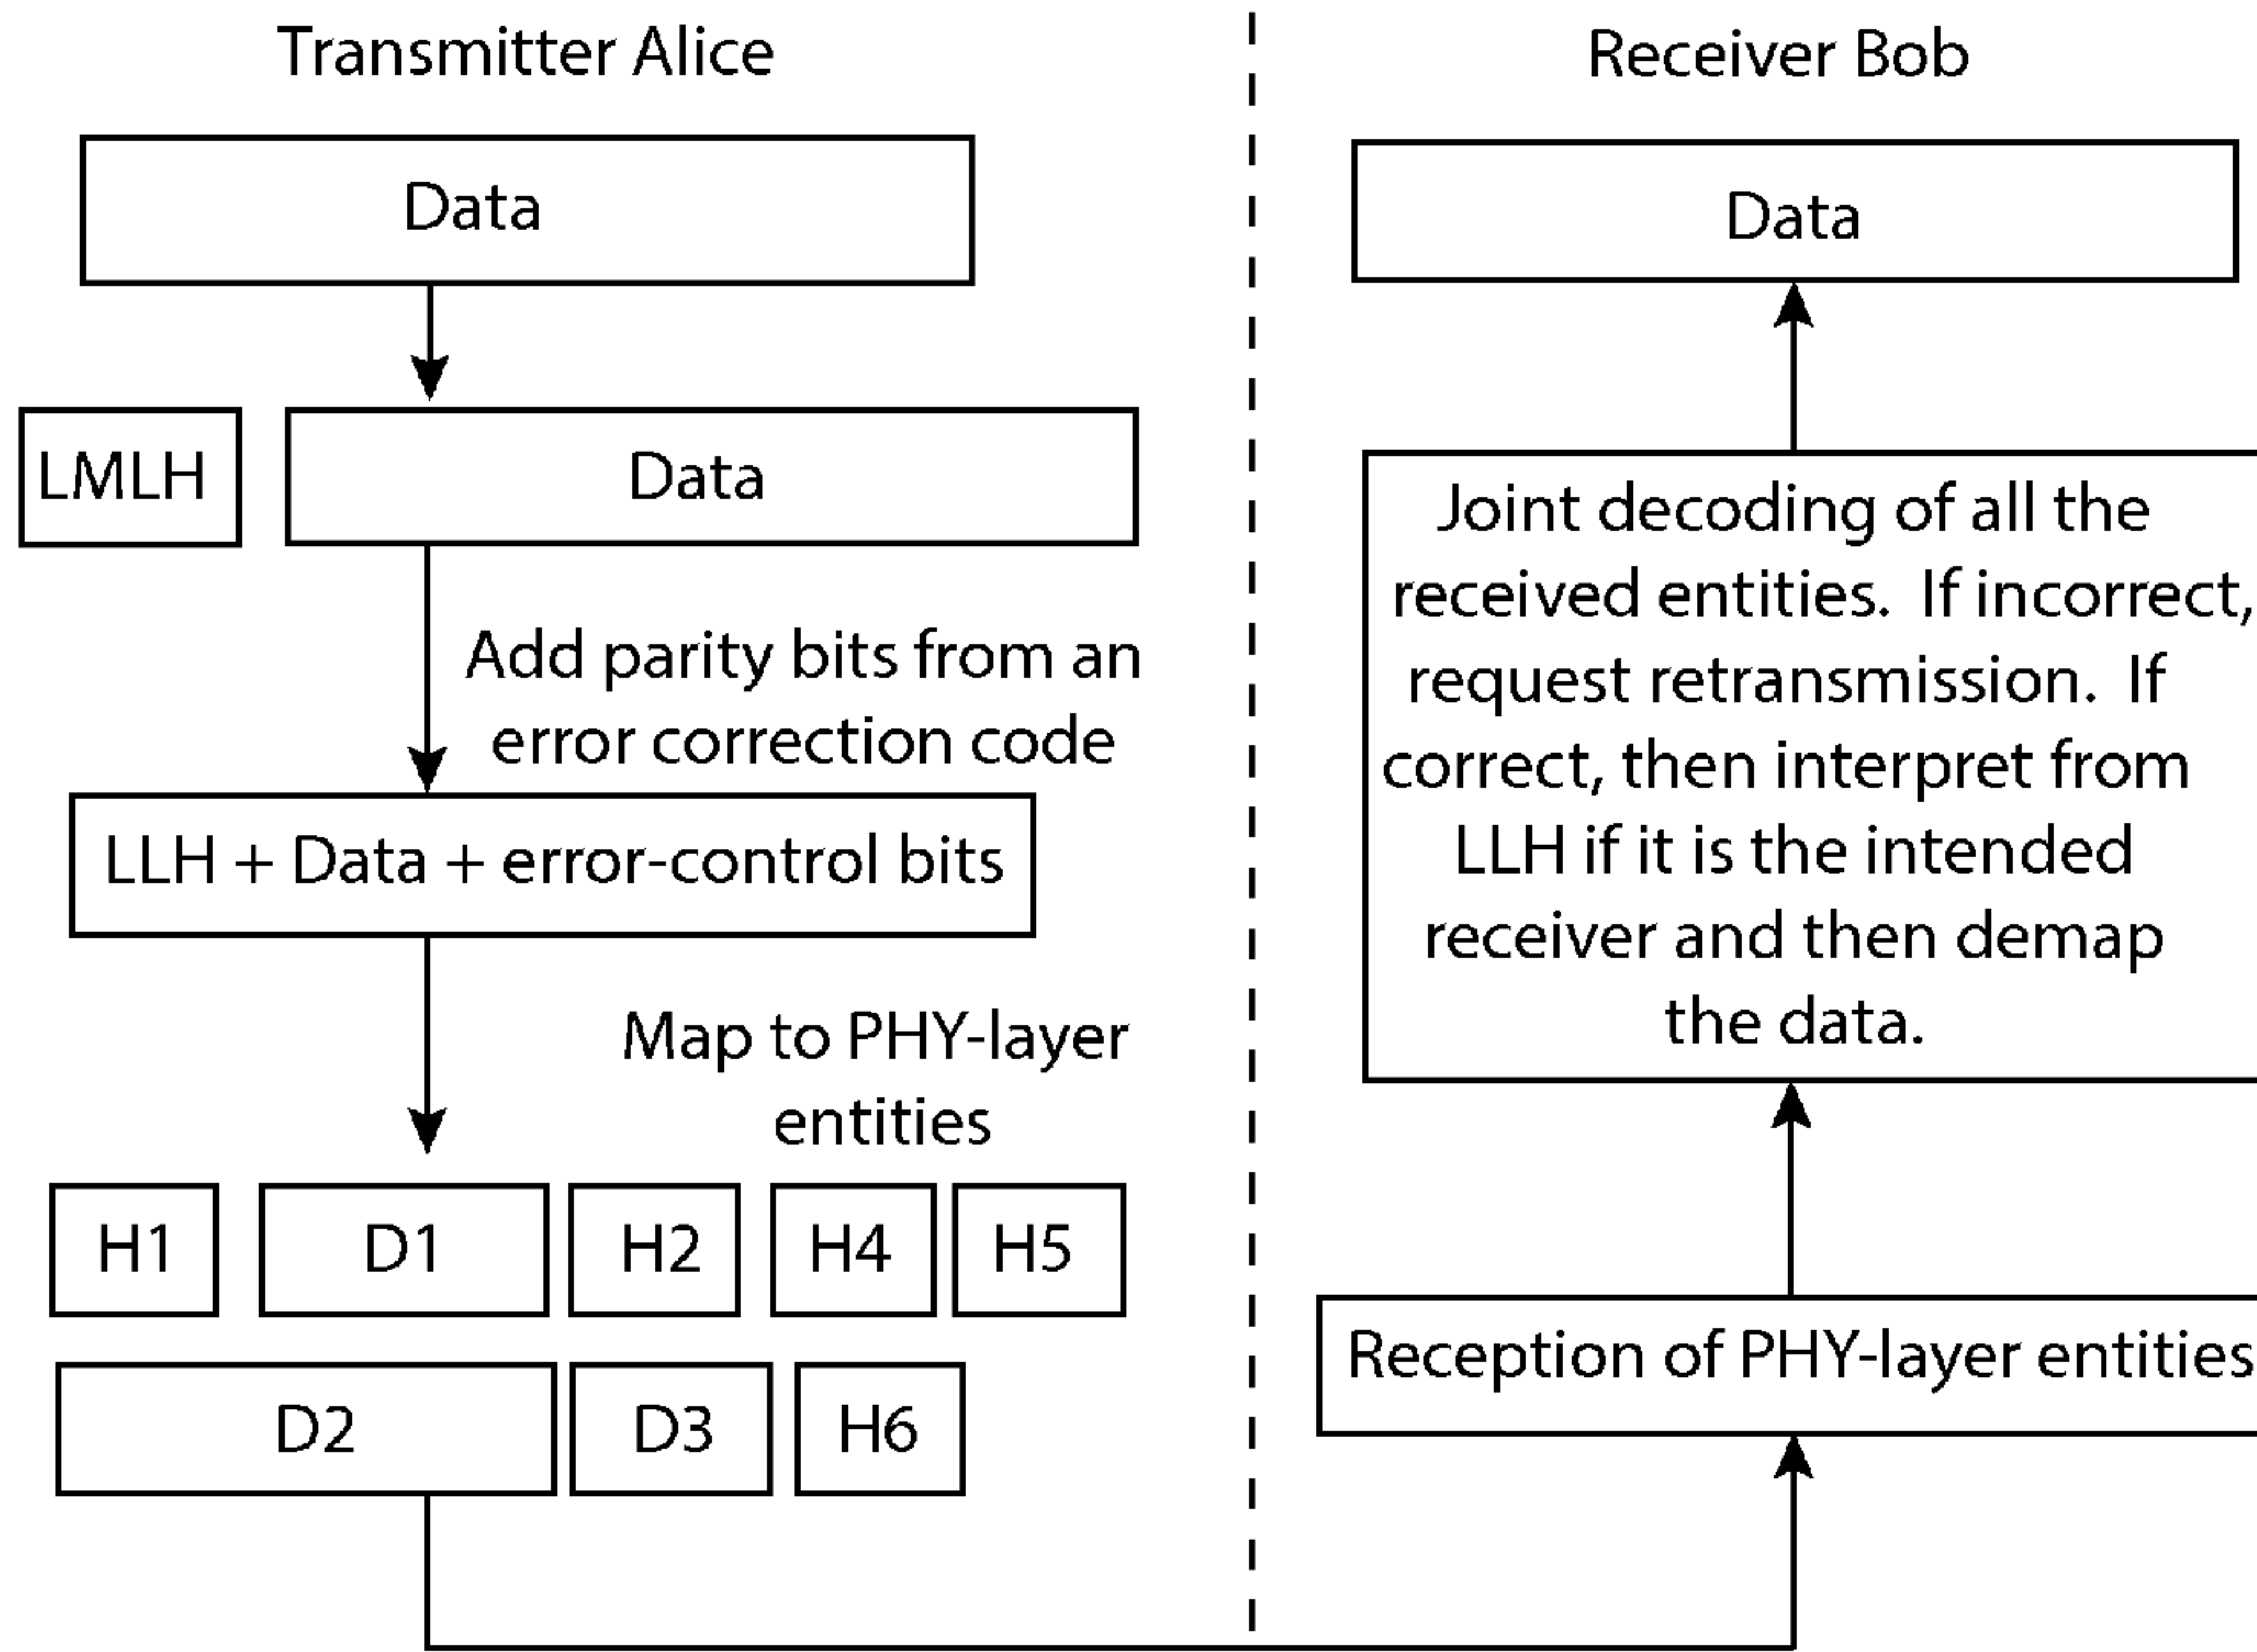 Transmitter Alice
Data
LMLH
Data
Add parity bits from an
error correction code
LLH + Data + error-control bits
Map to PHY-layer
entities
H1
D1
H2
H4
H5
D2
D3
H6
Receiver Bob
Data
Joint decoding of all the
received entities. If incorrect,
request retransmission. If
correct, then interpret from
LLH if it is the intended
receiver and then demap
the data.
Reception of PHY-layer entities